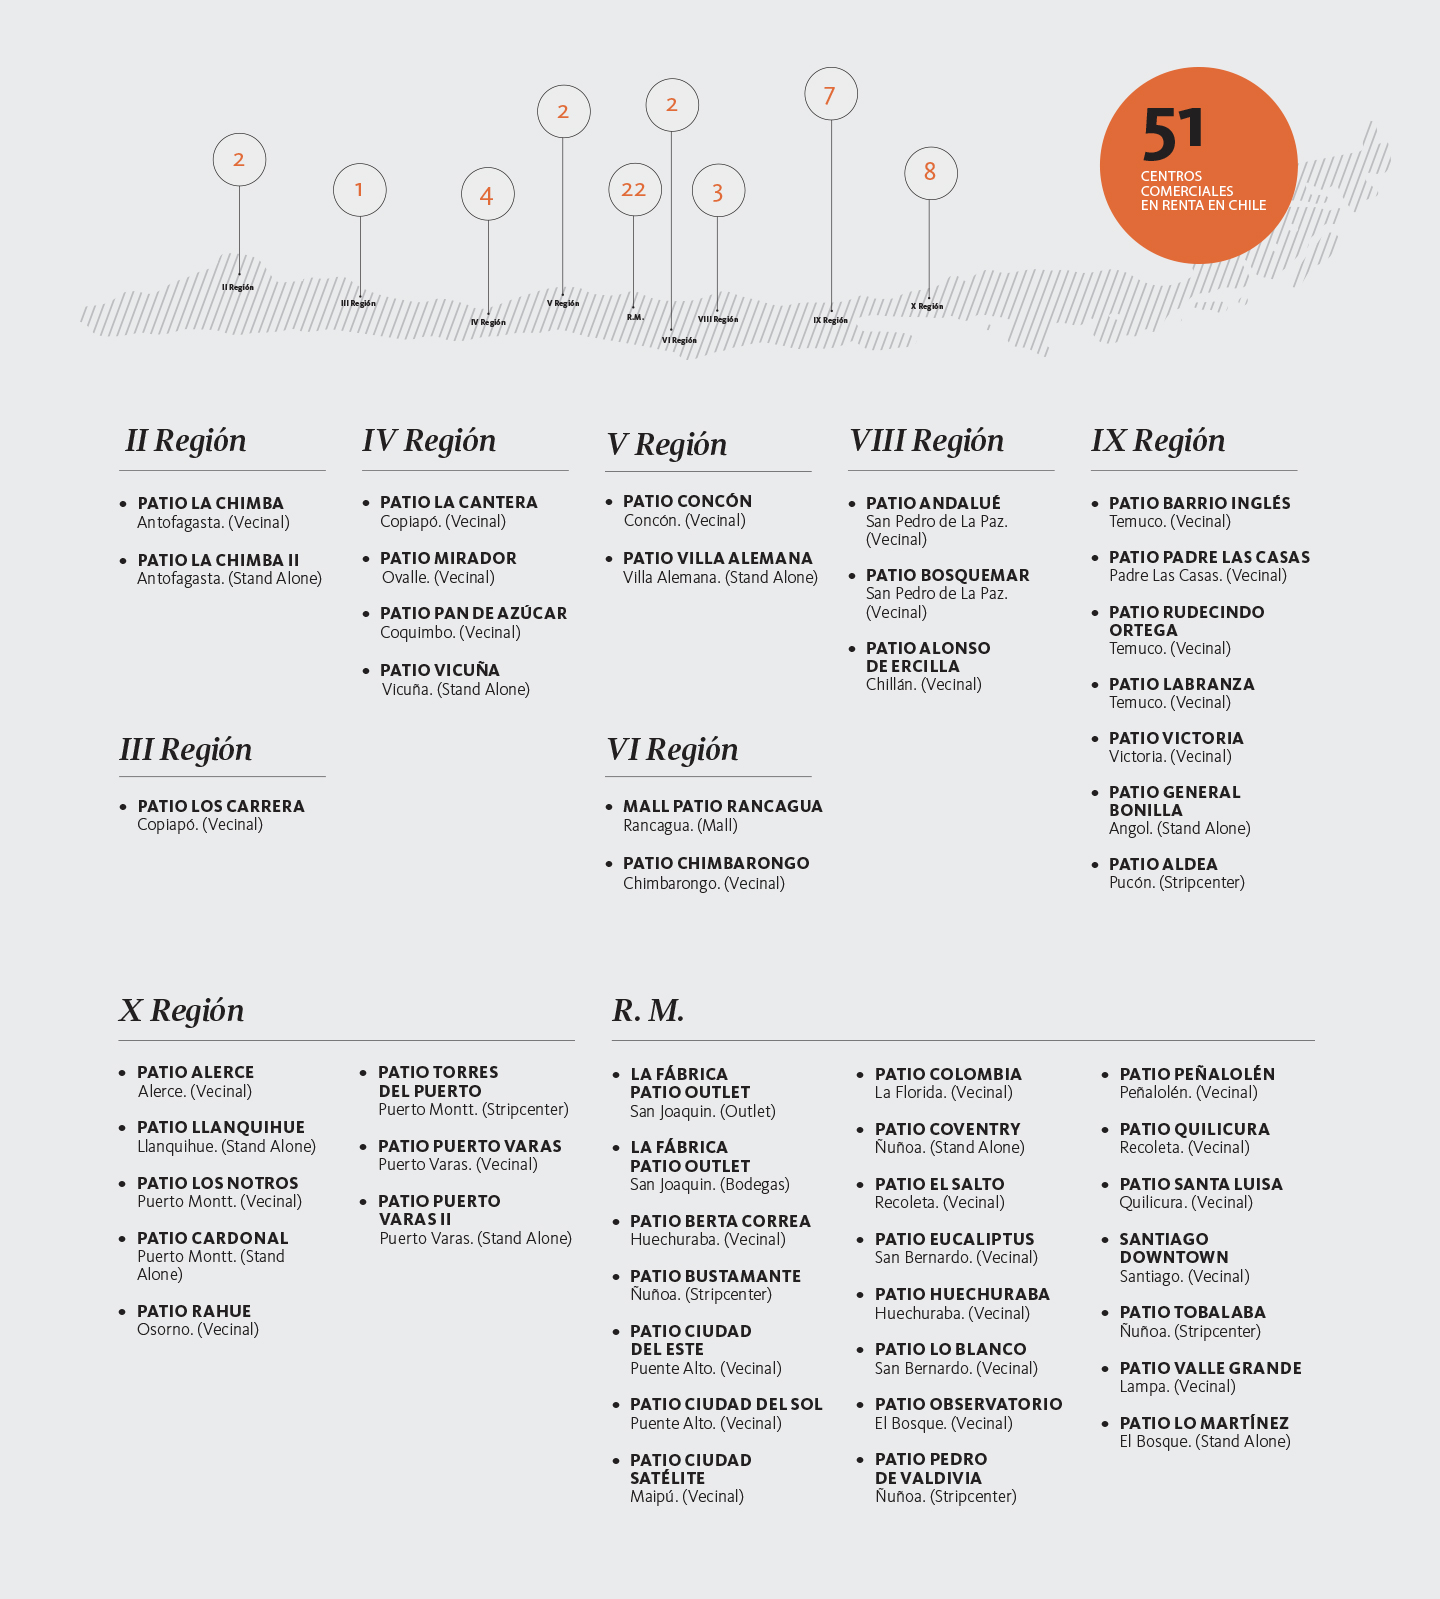 2
1
4
2
22
2
3
7
8
51
CENTROS
COMERCIALES
EN RENTA EN CHILE
II Región
III Región
IV Región
V Región
R.M.
VI Región
VIII Región
IX Región
X Región
II Región
• PATIO LA CHIMBA
Antofagasta. (Vecinal)
• PATIO LA CHIMBA II
Antofagasta. (Stand Alone)
III Región
• PATIO LOS CARRERA
Copiapó. (Vecinal)
IV Región
• PATIO LA CANTERA
Copiapó. (Vecinal)
• PATIO MIRADOR
Ovalle. (Vecinal)
• PATIO PAN DE AZÚCAR
Coquimbo. (Vecinal)
• PATIO VICUÑA
Vicuña. (Stand Alone)
V Región
• PATIO CONCÓN
Concón. (Vecinal)
• PATIO VILLA ALEMANA
Villa Alemana. (Stand Alone)
VI Región
• MALL PATIO RANCAGUA
Rancagua. (Mall)
• PATIO CHIMBARONGO
Chimbarongo. (Vecinal)
VIII Región
• PATIO ANDALUÉ
San Pedro de La Paz.
(Vecinal)
• PATIO BOSQUEMAR
San Pedro de La Paz.
(Vecinal)
• PATIO ALONSO
DE ERCILLA
Chillán. (Vecinal)
IX Región
• PATIO BARRIO INGLÉS
Temuco. (Vecinal)
• PATIO PADRE LAS CASAS
Padre Las Casas. (Vecinal)
• PATIO RUDECINDO
ORTEGA
Temuco. (Vecinal)
• PATIO LABRANZA
Temuco. (Vecinal)
• PATIO VICTORIA
Victoria. (Vecinal)
• PATIO GENERAL
BONILLA
Angol. (Stand Alone)
• PATIO ALDEA
Pucón. (Stripcenter)
X Región
• PATIO ALERCE
Alerce. (Vecinal)
• PATIO LLANQUIHUE
Llanquihue. (Stand Alone)
• PATIO LOS NOTROS
Puerto Montt. (Vecinal)
• PATIO CARDONAL
Puerto Montt. (Stand
Alone)
• PATIO RAHUE
Osorno. (Vecinal)
• PATIO TORRES
DEL PUERTO
Puerto Montt. (Stripcenter)
• PATIO PUERTO VARAS
Puerto Varas. (Vecinal)
• PATIO PUERTO
VARAS II
Puerto Varas. (Stand Alone)
R. M.
• LA FÁBRICA
PATIO OUTLET
San Joaquin. (Outlet)
• LA FÁBRICA
PATIO OUTLET
San Joaquin. (Bodegas)
• PATIO BERTA CORREA
Huechuraba. (Vecinal)
• PATIO BUSTAMANTE
Ñuñoa. (Stripcenter)
• PATIO CIUDAD
DEL ESTE
Puente Alto. (Vecinal)
• PATIO CIUDAD DEL SOL
Puente Alto. (Vecinal)
• PATIO CIUDAD
SATÉLITE
Maipú. (Vecinal)
• PATIO COLOMBIA
La Florida. (Vecinal)
• PATIO COVENTRY
Ñuñoa. (Stand Alone)
• PATIO EL SALTO
Recoleta. (Vecinal)
• PATIO EUCALIPTUS
San Bernardo. (Vecinal)
• PATIO HUECHURABA
Huechuraba. (Vecinal)
• PATIO LO BLANCO
San Bernardo. (Vecinal)
• PATIO OBSERVATORIO
El Bosque. (Vecinal)
• PATIO PEDRO
DE VALDIVIA
Ñuñoa. (Stripcenter)
• PATIO PEÑALOLÉN
Peñalolén. (Vecinal)
• PATIO QUILICURA
Recoleta. (Vecinal)
• PATIO SANTA LUISA
Quilicura. (Vecinal)
• SANTIAGO
DOWNTOWN
Santiago. (Vecinal)
• PATIO TOBALABA
Ñuñoa. (Stripcenter)
• PATIO VALLE GRANDE
Lampa. (Vecinal)
• PATIO LO MARTÍNEZ
El Bosque. (Stand Alone)